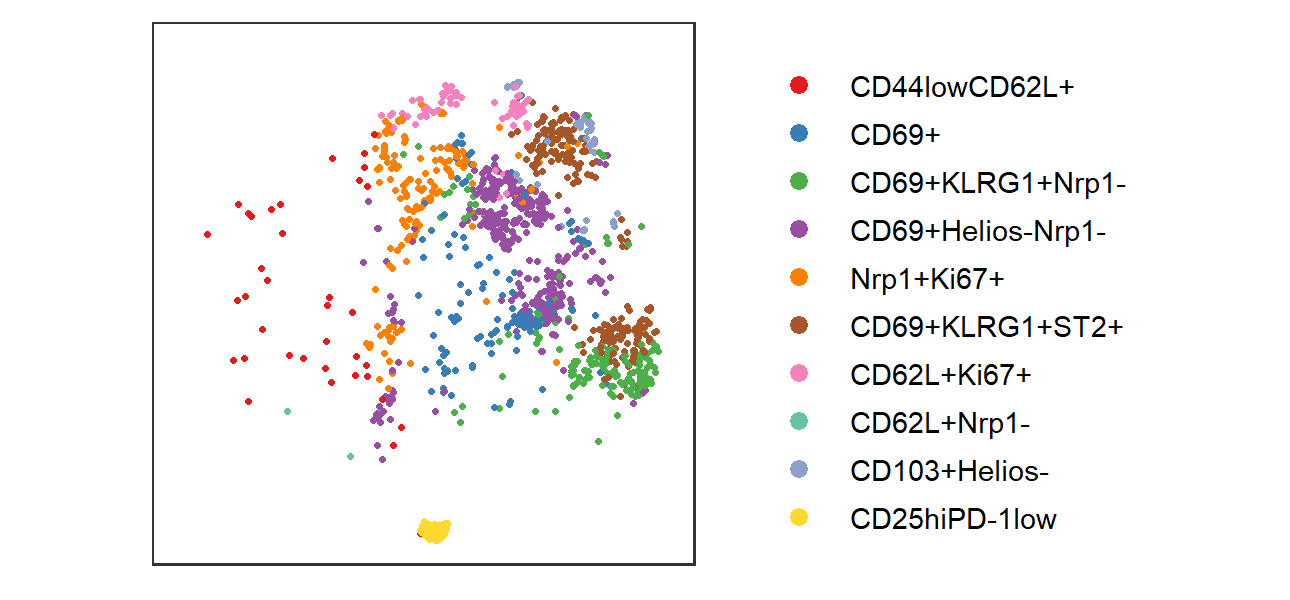 CD44lowCD62L+
CD69+
CD69+KLRG1+Nrp1-
CD69+Helios-Nrp1-
Nrp1+Ki67+
CD69+KLRG1+ST2+
CD62L+Ki67+
CD62L+Nrp1-
CD103+Helios-
CD25hiPD-1low